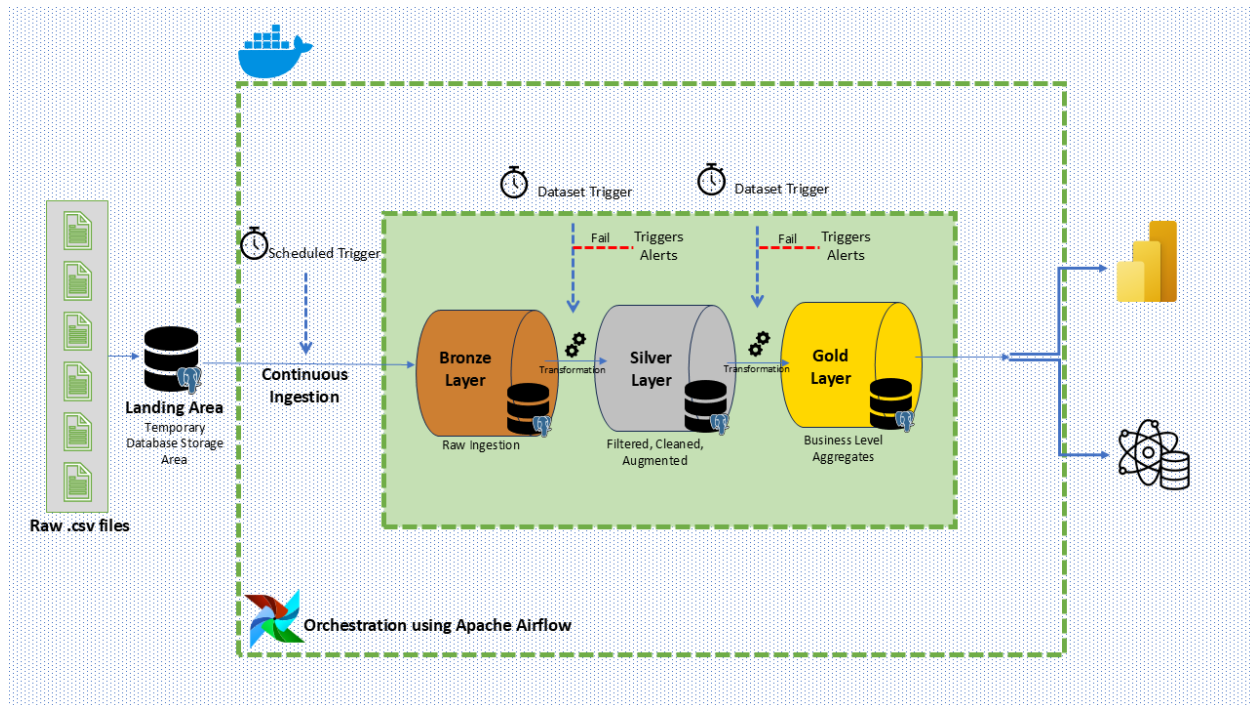 Dataset Trigger
Dataset Trigger
Scheduled Trigger
Fail
Triggers
Alerts
Fail
Triggers
Alerts
Continuous
Ingestion
Bronze
Layer
Raw Ingestion
Transformation
Silver
Layer
Filtered, Cleaned,
Augmented
Transformation
Gold
Layer
Business Level
Aggregates
Landing Area
Temporary
Database Storage
Area
Raw .csv files
Orchestration using Apache Airflow